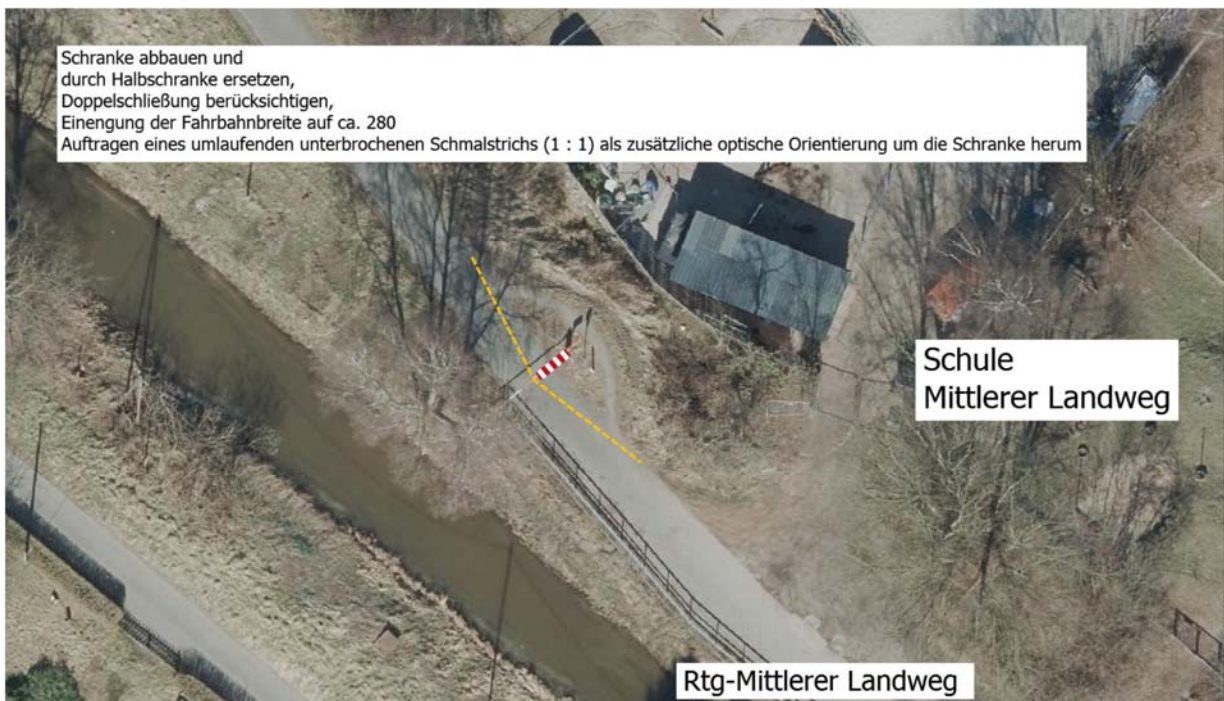 Schranke abbauen und
durch Halbschranke ersetzen,
Doppelschließung berücksichtigen,
Einengung der Fahrbahnbreite auf ca. 280
Auftragen eines umlaufenden unterbrochenen Schmalstrichs (1 : 1) als zusätzliche optische Orientierung um die Schranke herum
Schule
Mittlerer Landweg
Rtg-Mittlerer Landweg